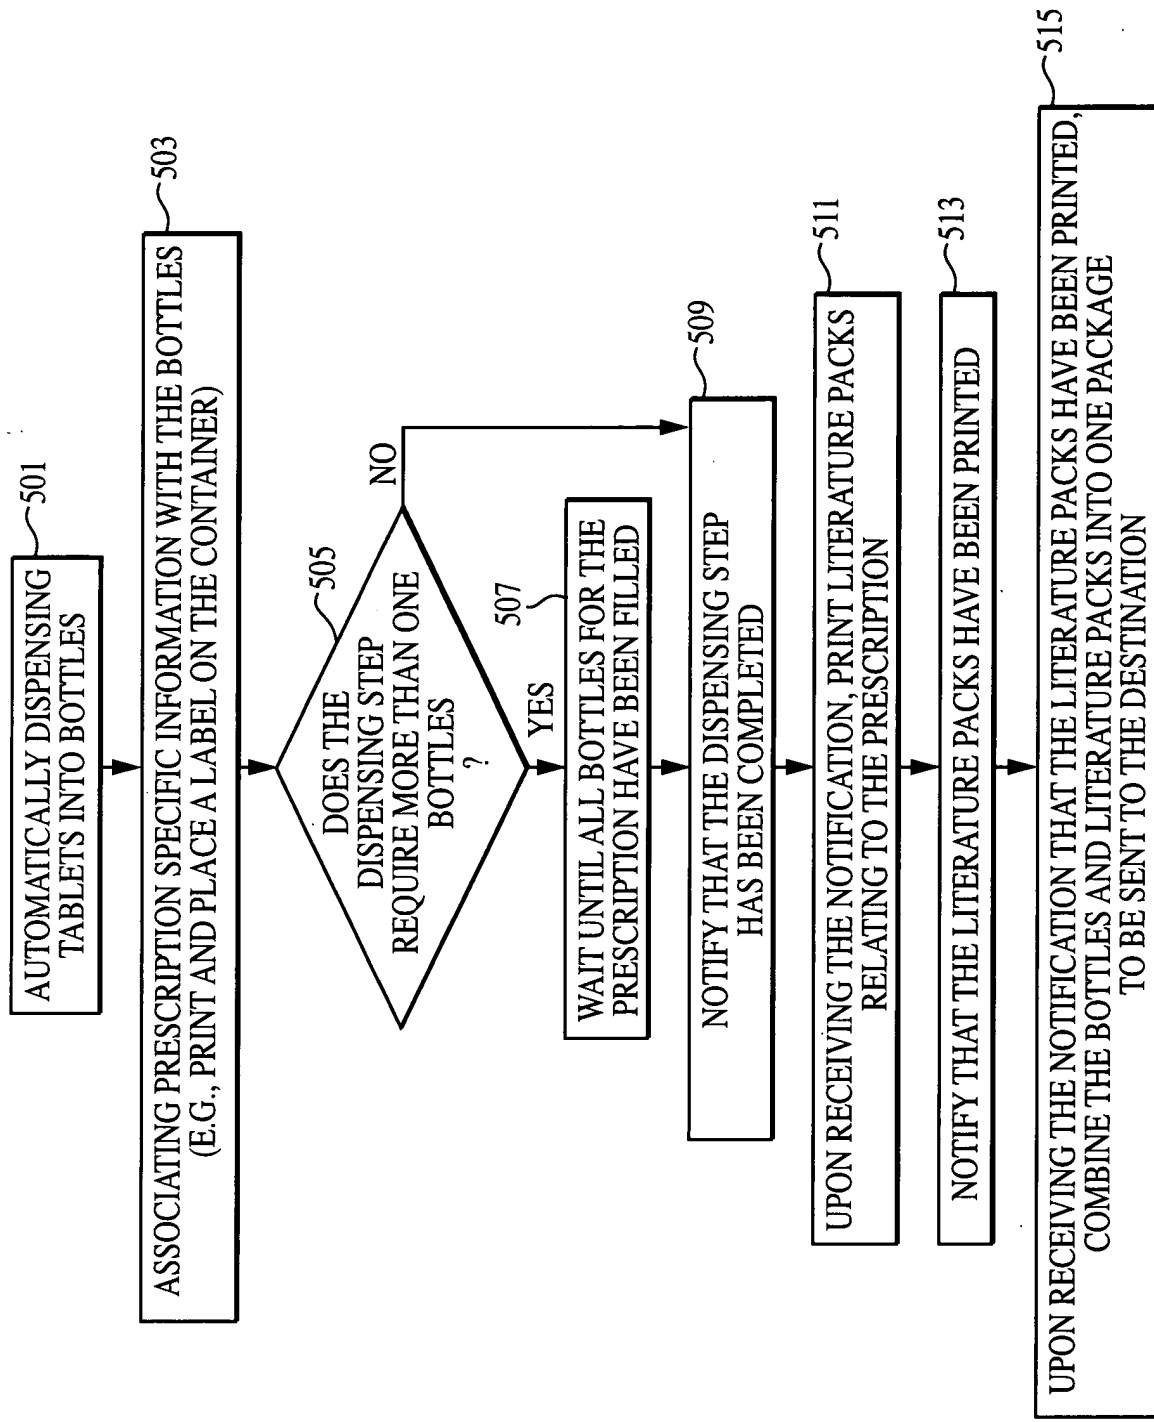 501
AUTOMATICALLY DISPENSING
TABLETS INTO BOTTLES
503
ASSOCIATING PRESCRIPTION SPECIFIC INFORMATION WITH THE BOTTLES
(E.G., PRINT AND PLACE A LABEL ON THE CONTAINER)
505
DOES THE
DISPENSING STEP
REQUIRE MORE THAN ONE
BOTTLES
?
NO
YES
507
WAIT UNTIL ALL BOTTLES FOR THE
PRESCRIPTION HAVE BEEN FILLED
509
NOTIFY THAT THE DISPENSING STEP
HAS BEEN COMPLETED
511
UPON RECEIVING THE NOTIFICATION, PRINT LITERATURE PACKS
RELATING TO THE PRESCRIPTION
513
NOTIFY THAT THE LITERATURE PACKS HAVE BEEN PRINTED
515
UPON RECEIVING THE NOTIFICATION THAT THE LITERATURE PACKS HAVE BEEN PRINTED,
COMBINE THE BOTTLES AND LITERATURE PACKS INTO ONE PACKAGE
TO BE SENT TO THE DESTINATION